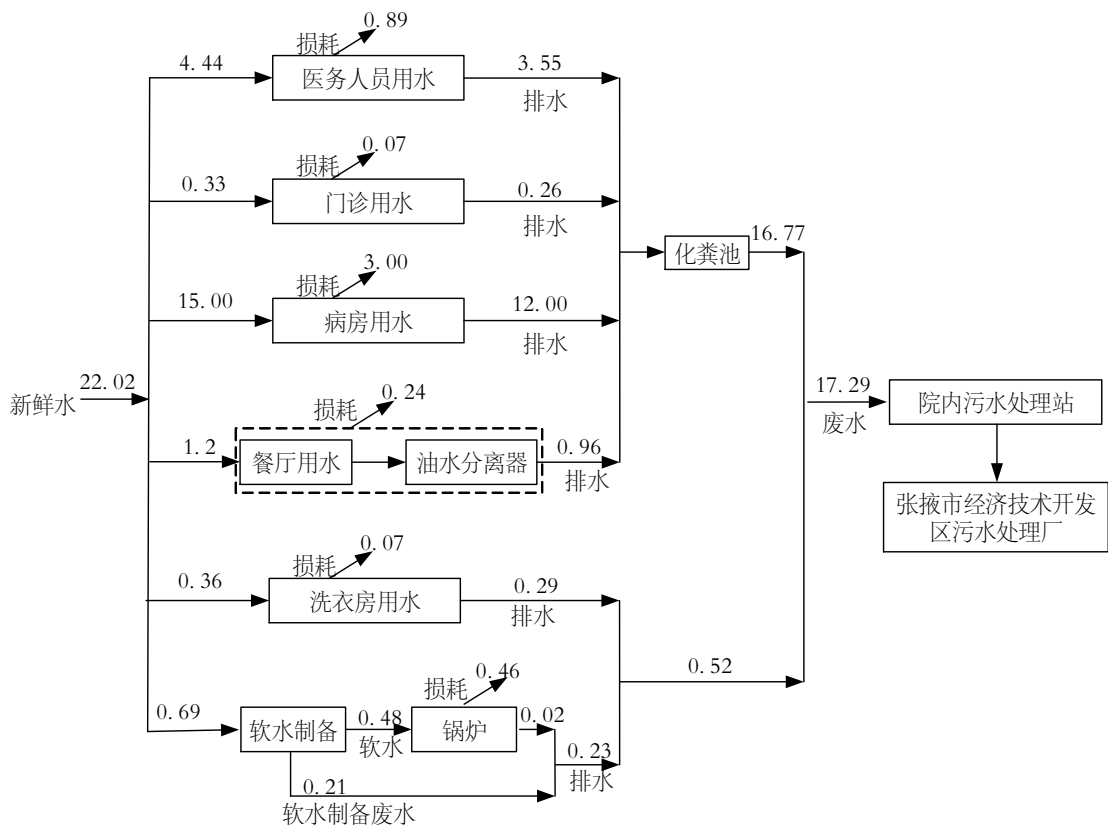 损耗
0.89
4.44
医务人员用水
3.55
排水
损耗
0.07
0.33
门诊用水
0.26
排水
化粪池
16.77
损耗
3.00
15.00
病房用水
12.00
排水
新鲜水
22.02
损耗
0.24
1.2
餐厅用水
油水分离器
0.96
排水
17.29
废水
院内污水处理站
张掖市经济技术开发
区污水处理厂
损耗
0.07
0.36
洗衣房用水
0.29
排水
0.52
损耗
0.46
0.69
软水制备
0.48
软水
锅炉
0.02
0.23
排水
0.21
软水制备废水